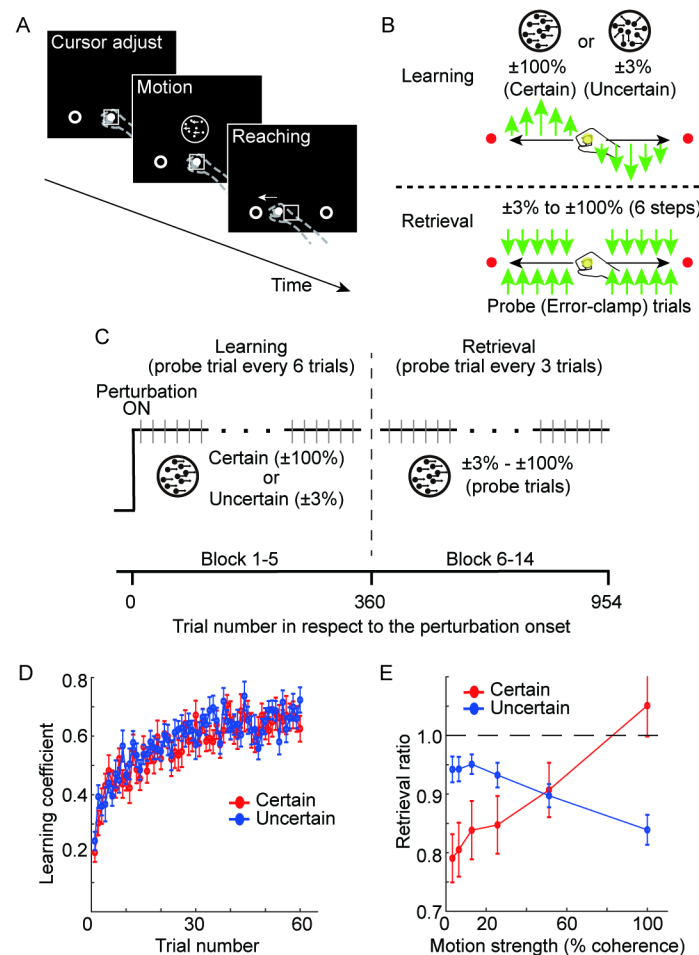 A
Cursor adjust
Motion
Reaching
Time
B
or
±100%
(Certain)
±3%
(Uncertain)
Learning
Retrieval
±3% to ±100% (6 steps)
Probe (Error-clamp) trials
C
Learning
(probe trial every 6 trials)
Retrieval
(probe trial every 3 trials)
Perturbation
ON
Certain (±100%)
or
Uncertain (±3%)
±3% - ±100%
(probe trials)
Block 1-5
Block 6-14
0
360
954
Trial number in respect to the perturbation onset
D
0.8
0.6
0.4
0.2
Learning coefficient
Certain
Uncertain
0
30
60
Trial number
E
Certain
Uncertain
1.0
0.9
0.8
0.7
Retrieval ratio
0
20
60
100
Motion strength (% coherence)